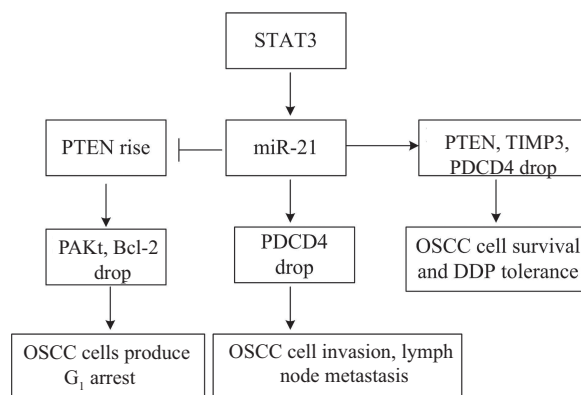 STAT3
PTEN rise
miR-21
PTEN, TIMP3,
PDCD4 drop
PAKt, Bcl-2
drop
PDCD4
drop
OSCC cell survival
and DDP tolerance
OSCC cells produce
G₁ arrest
OSCC cell invasion, lymph
node metastasis